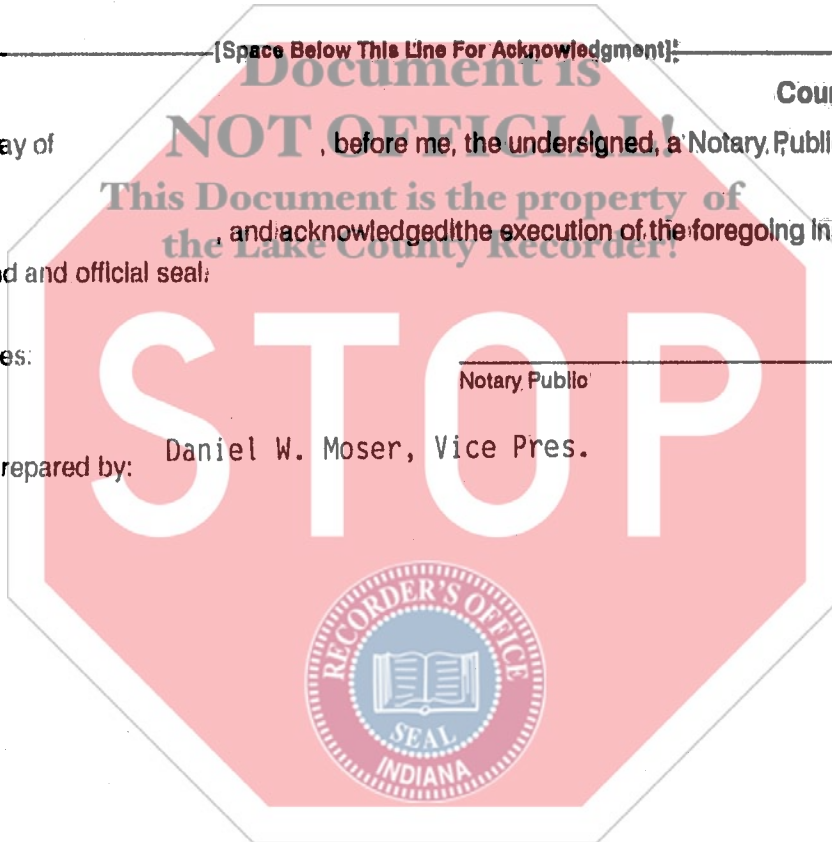 [Space Below This Line For Acknowledgment]
Document is
Cour
NOT OFFICIAL!
ay of , before me, the undersigned, a Notary Publi
This Document is the property of
, and acknowledged the execution of the foregoing in
the Lake County Recorder!
d and official seal.
STOP
es:
Notary Public
repared by: Daniel W. Moser, Vice Pres.
RECORDER'S OFFICE
SEAL
INDIANA